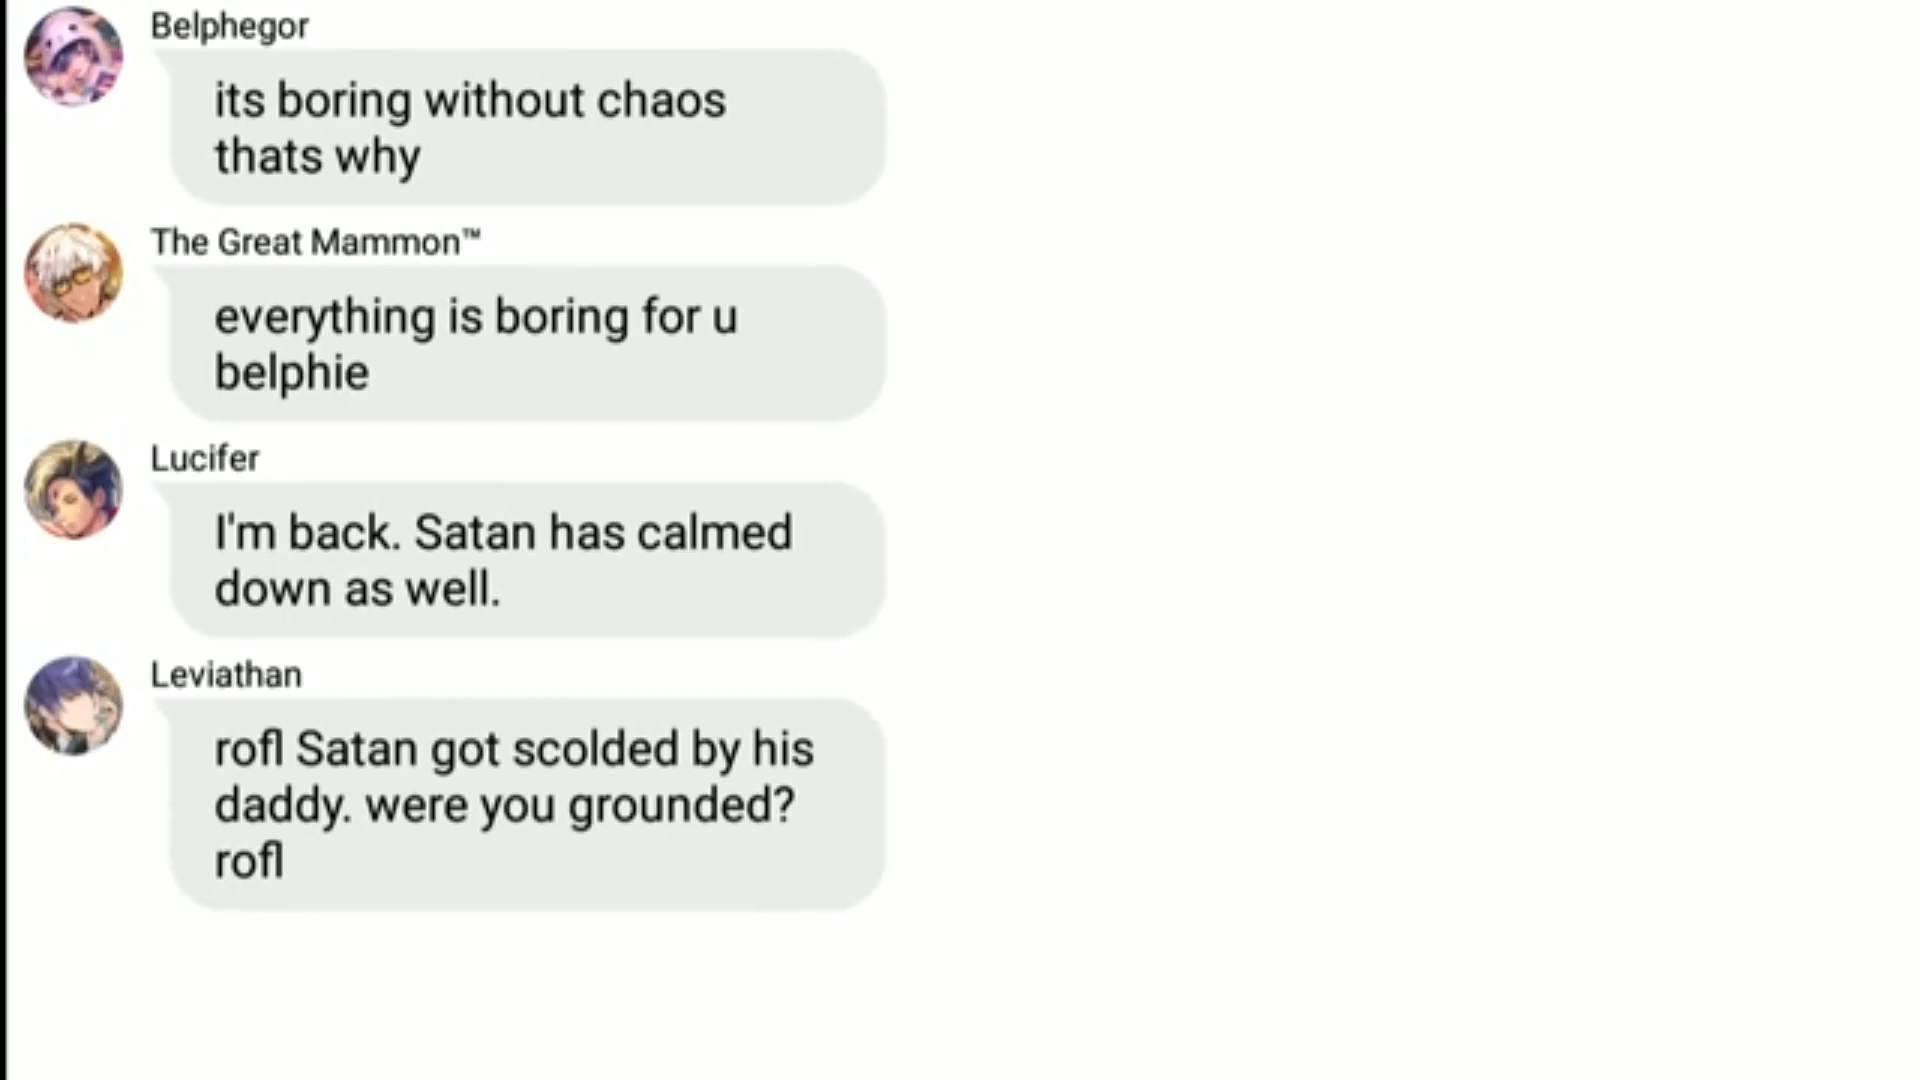 Belphegor
its boring without chaos
thats why
The Great Mammon™
everything is boring for u
belphie
Lucifer
I'm back. Satan has calmed
down as well.
Leviathan
rofl Satan got scolded by his
daddy. were you grounded?
rofl